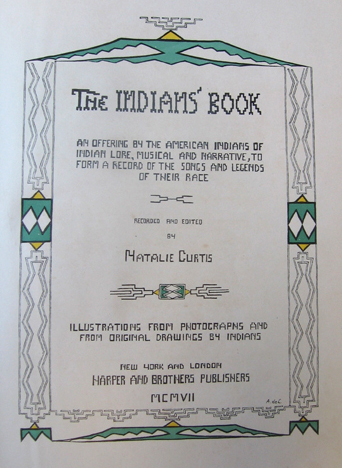 THE INDIANS' BOOK
AN OFFERING BY THE AMERICAN INDIANS OF
INDIAN LORE, MUSICAL AND NARRATIVE, TO
FORM A RECORD OF THE SONGS AND LEGENDS
OF THEIR RACE
RECORDED AND EDITED
BY
NATALIE CURTIS
ILLUSTRATIONS FROM PHOTOGRAPHS AND
FROM ORIGINAL DRAWINGS BY INDIANS
NEW YORK AND LONDON
HARPER AND BROTHERS PUBLISHERS
MCMVII